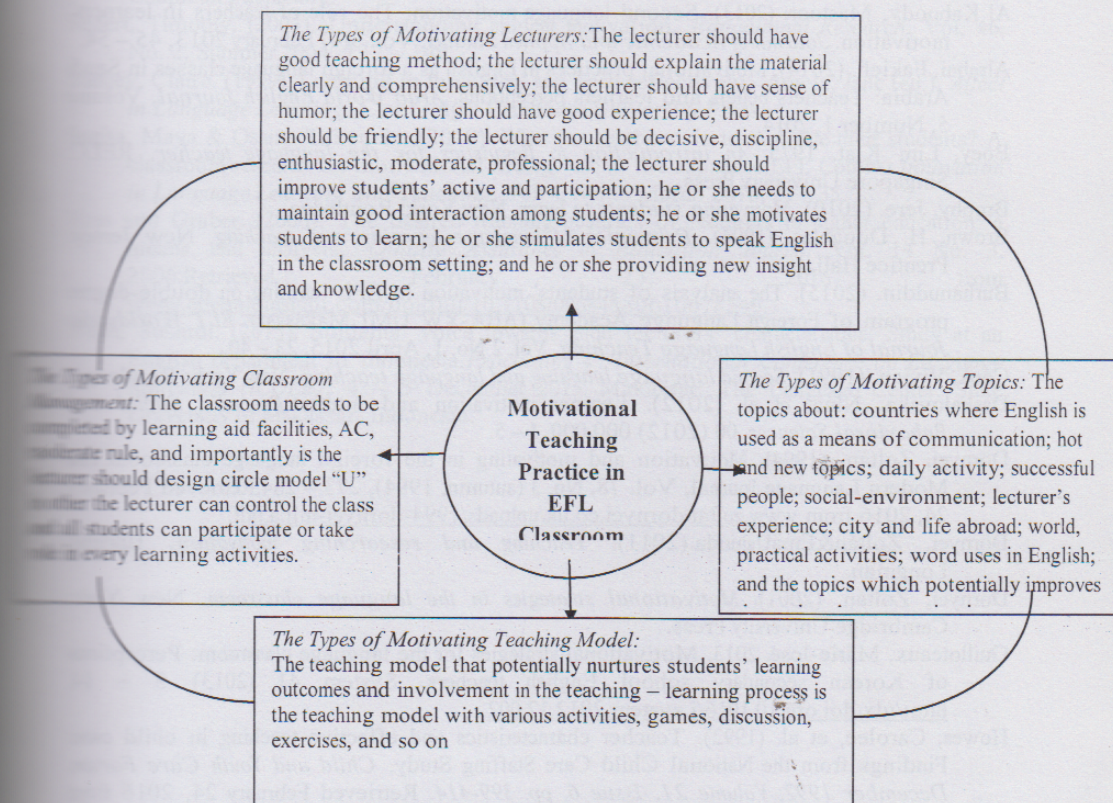 The Types of Motivating Lecturers:The lecturer should have
good teaching method; the lecturer should explain the material
clearly and comprehensively; the lecturer should have sense of
humor; the lecturer should have good experience; the lecturer
should be friendly; the lecturer should be decisive, discipline,
enthusiastic, moderate, professional; the lecturer should
improve students' active and participation; he or she needs to
maintain good interaction among students; he or she motivates
students to learn; he or she stimulates students to speak English
in the classroom setting; and he or she providing new insight
and knowledge.
The Types of Motivating Classroom
Management: The classroom needs to be
completed by learning aid facilities, AC,
moderate rule, and importantly is the
lecturer should design circle model "U"
the lecturer can control the class
and all students can participate or take
role in every learning activities.
Motivational
Teaching
Practice in
EFL
Classroom
The Types of Motivating Topics: The
topics about: countries where English is
used as a means of communication; hot
and new topics; daily activity; successful
people; social-environment; lecturer's
experience; city and life abroad; world,
practical activities; word uses in English;
and the topics which potentially improves
The Types of Motivating Teaching Model:
The teaching model that potentially nurtures students' learning
outcomes and involvement in the teaching – learning process is
the teaching model with various activities, games, discussion,
exercises, and so on